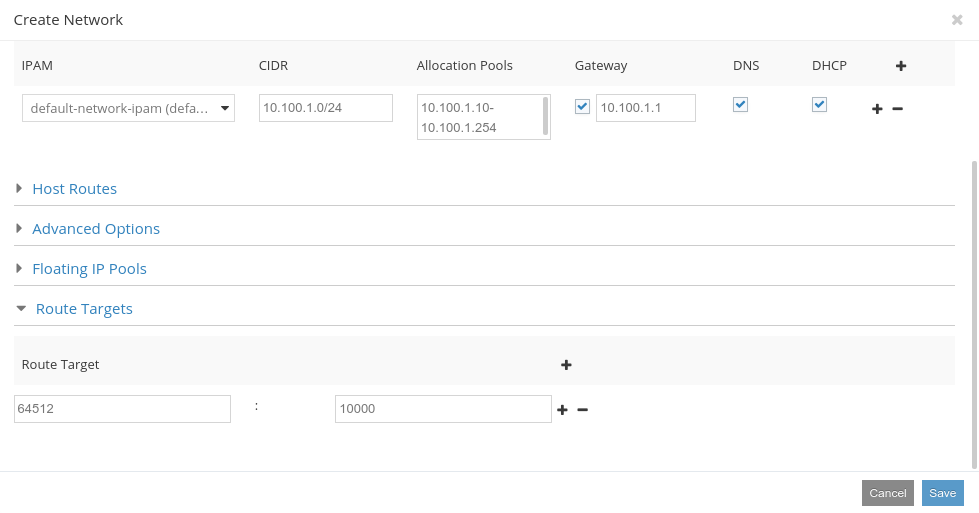 Create Network
IPAM CIDR Allocation Pools Gateway DNS DHCP
default-network-ipam (defa... 10.100.1.0/24 10.100.1.10- 10.100.1.1
10.100.1.254
Host Routes
Advanced Options
Floating IP Pools
Route Targets
Route Target
64512 : 10000
Cancel Save